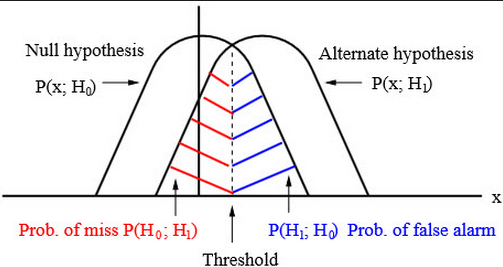 Null hypothesis
P(x; H₀)
Alternate hypothesis
P(x; H₁)
x
Prob. of miss P(H₀; H₁)
P(H₁; H₀) Prob. of false alarm
Threshold